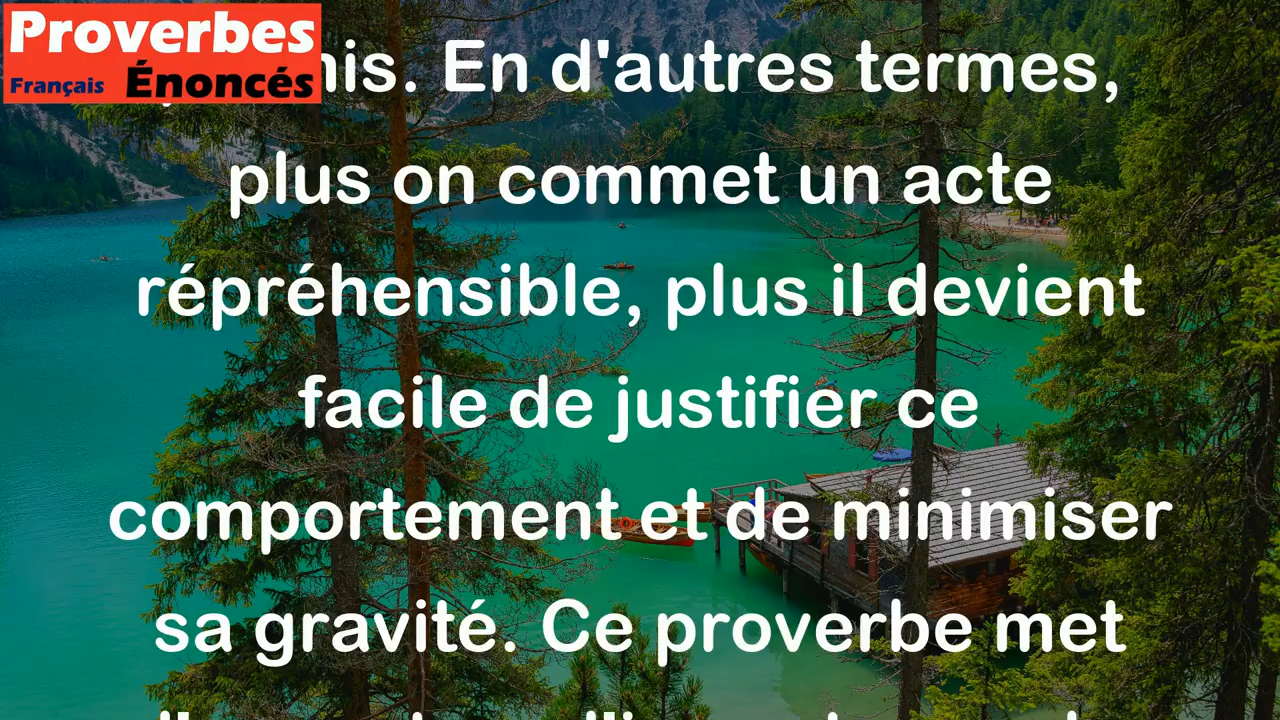 Proverbes
Français Énoncés
En d'autres termes,
plus on commet un acte
répréhensible, plus il devient
facile de justifier ce
comportement et de minimiser
sa gravité. Ce proverbe met